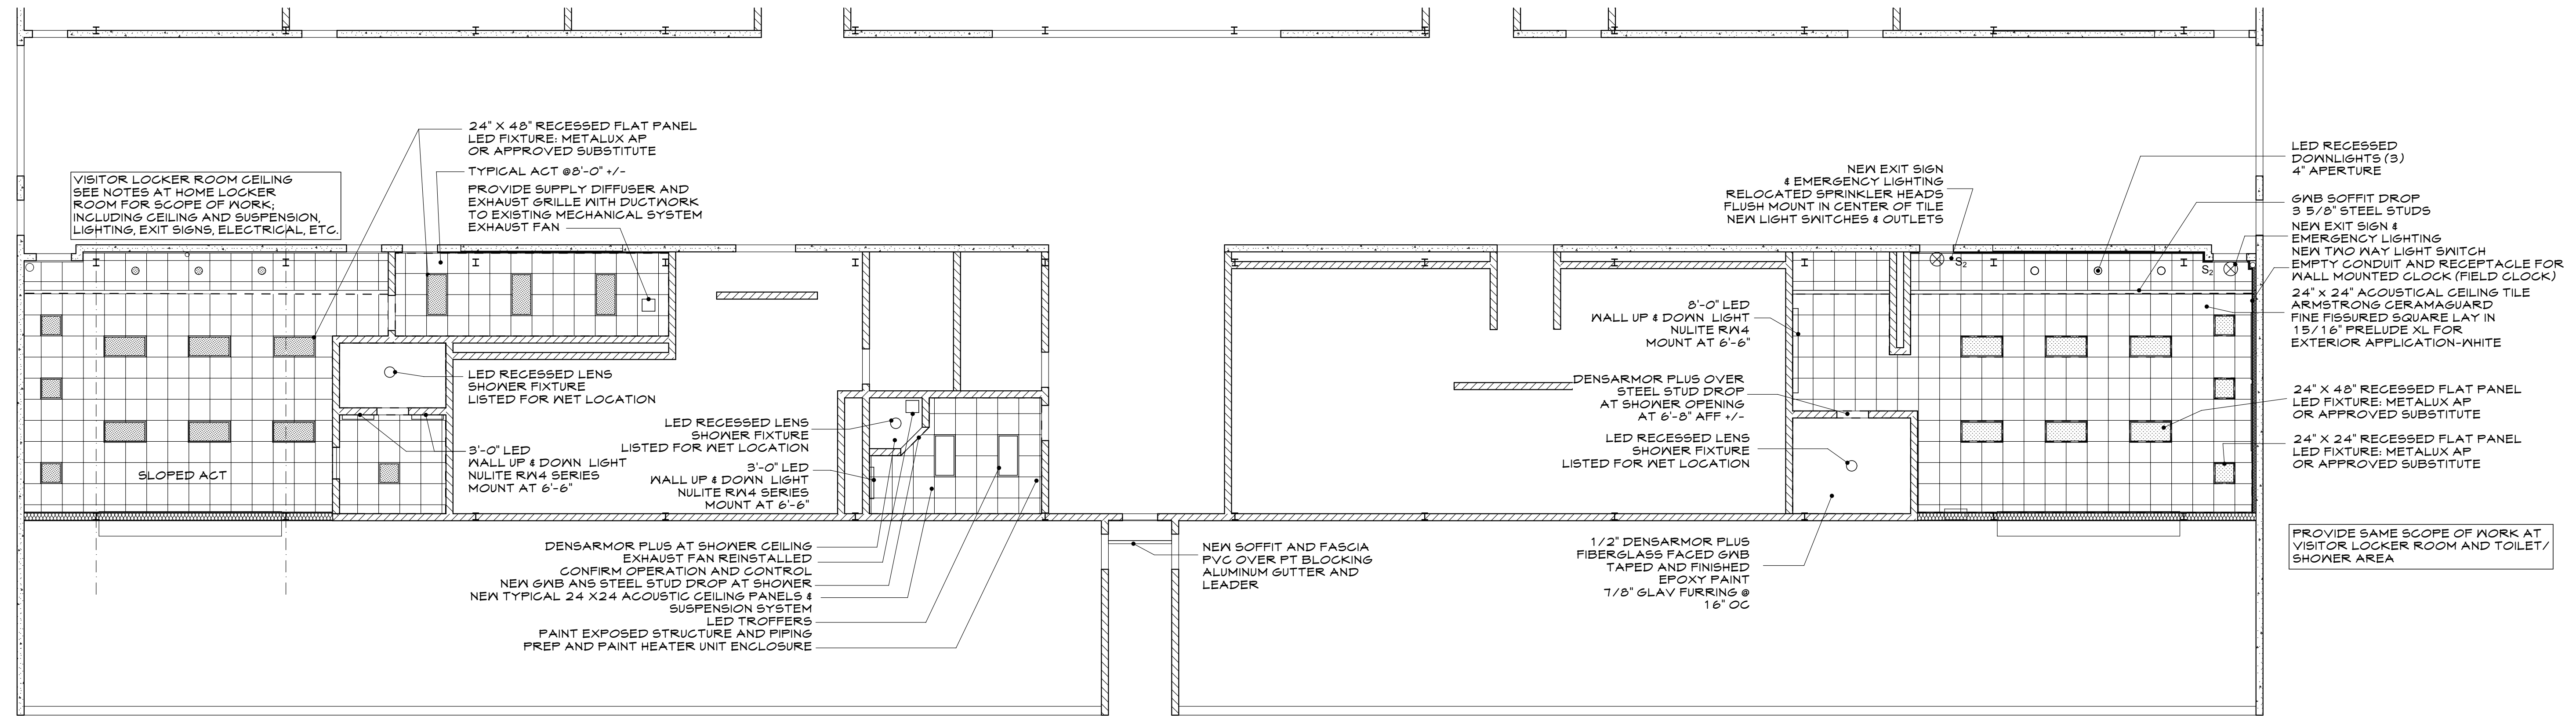 24" X 48" RECESSED FLAT PANEL
LED FIXTURE: METALUX AP
OR APPROVED SUBSTITUTE
TYPICAL ACT @8'-0" +/-
PROVIDE SUPPLY DIFFUSER AND
EXHAUST GRILLE WITH DUCTWORK
TO EXISTING MECHANICAL SYSTEM
EXHAUST FAN
VISITOR LOCKER ROOM CEILING
SEE NOTES AT HOME LOCKER
ROOM FOR SCOPE OF WORK;
INCLUDING CEILING AND SUSPENSION,
LIGHTING, EXIT SIGNS, ELECTRICAL, ETC.
SLOPED ACT
LED RECESSED LENS
SHOWER FIXTURE
LISTED FOR WET LOCATION
3'-0" LED
WALL UP & DOWN LIGHT
NULITE RW4 SERIES
MOUNT AT 6'-6"
LED RECESSED LENS
SHOWER FIXTURE
LISTED FOR WET LOCATION
3'-0" LED
WALL UP & DOWN LIGHT
NULITE RW4 SERIES
MOUNT AT 6'-6"
DENSARMOR PLUS AT SHOWER CEILING
EXHAUST FAN REINSTALLED
CONFIRM OPERATION AND CONTROL
NEW GWB ANS STEEL STUD DROP AT SHOWER
NEW TYPICAL 24 X24 ACOUSTIC CEILING PANELS &
SUSPENSION SYSTEM
LED TROFFERS
PAINT EXPOSED STRUCTURE AND PIPING
PREP AND PAINT HEATER UNIT ENCLOSURE
NEW SOFFIT AND FASCIA
PVC OVER PT BLOCKING
ALUMINUM GUTTER AND
LEADER
NEW EXIT SIGN
& EMERGENCY LIGHTING
RELOCATED SPRINKLER HEADS
FLUSH MOUNT IN CENTER OF TILE
NEW LIGHT SWITCHES & OUTLETS
S2
S2
8'-0" LED
WALL UP & DOWN LIGHT
NULITE RW4
MOUNT AT 6'-6"
DENSARMOR PLUS OVER
STEEL STUD DROP
AT SHOWER OPENING
AT 6'-8" AFF +/-
LED RECESSED LENS
SHOWER FIXTURE
LISTED FOR WET LOCATION
1/2" DENSARMOR PLUS
FIBERGLASS FACED GWB
TAPED AND FINISHED
EPOXY PAINT
7/8" GLAV FURRING @
16" OC
LED RECESSED
DOWNLIGHTS (3)
4" APERTURE
GWB SOFFIT DROP
3 5/8" STEEL STUDS
NEW EXIT SIGN &
EMERGENCY LIGHTING
NEW TWO WAY LIGHT SWITCH
EMPTY CONDUIT AND RECEPTACLE FOR
WALL MOUNTED CLOCK (FIELD CLOCK)
24" x 24" ACOUSTICAL CEILING TILE
ARMSTRONG CERAMAGUARD
FINE FISSURED SQUARE LAY IN
15/16" PRELUDE XL FOR
EXTERIOR APPLICATION-WHITE
24" X 48" RECESSED FLAT PANEL
LED FIXTURE: METALUX AP
OR APPROVED SUBSTITUTE
24" X 24" RECESSED FLAT PANEL
LED FIXTURE: METALUX AP
OR APPROVED SUBSTITUTE
PROVIDE SAME SCOPE OF WORK AT
VISITOR LOCKER ROOM AND TOILET/
SHOWER AREA